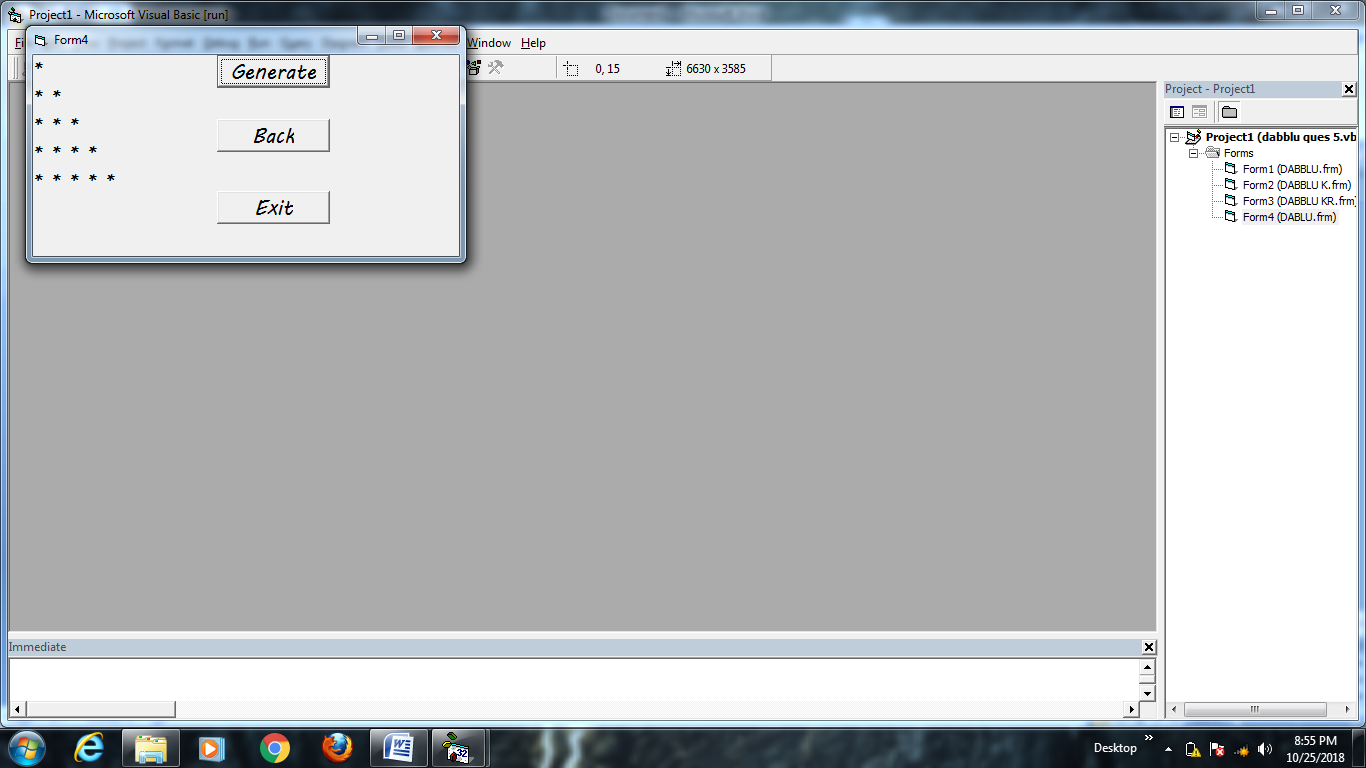 Project1 - Microsoft Visual Basic [run]
Form4
Window Help
0, 15
6630 x 3585
*
* *
* * *
* * * *
* * * * *
Generate
Back
Exit
Project - Project1
Project1 (dabblu ques 5.vb
Forms
Form1 (DABBLU.frm)
Form2 (DABBLU K.frm)
Form3 (DABBLU KR.frm)
Form4 (DABLU.frm)
Immediate
Desktop
8:55 PM
10/25/2018